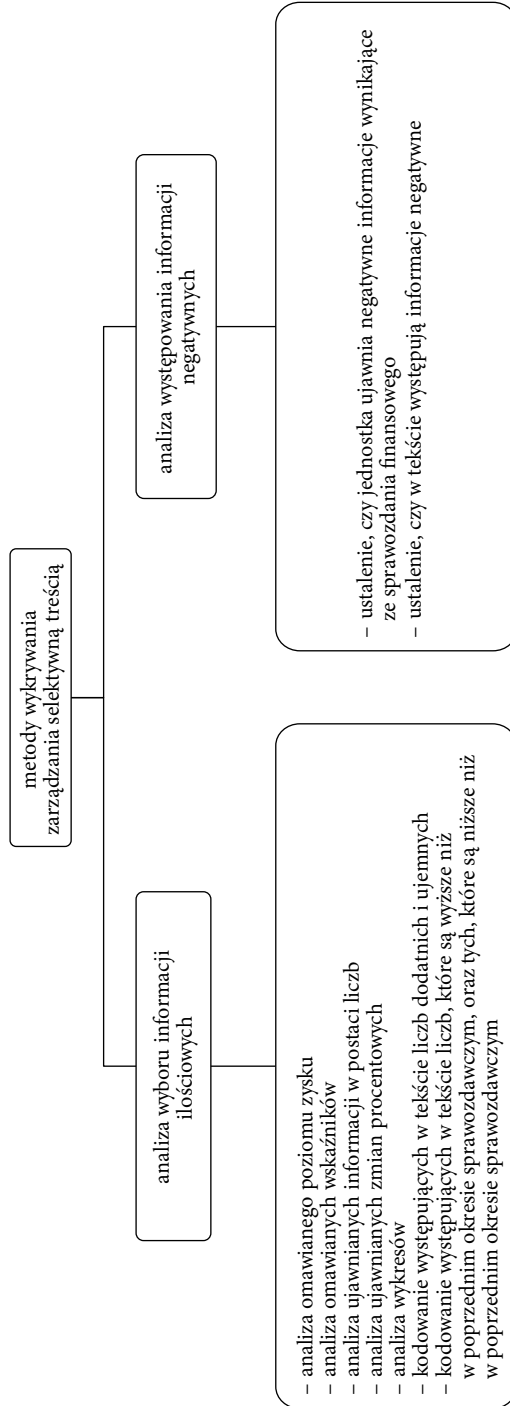 metody wykrywania
zarządzania selektywną treścią
analiza wyboru informacji
ilościowych
– analiza omawianego poziomu zysku
– analiza omawianych wskaźników
– analiza ujawnianych informacji w postaci liczb
– analiza ujawnianych zmian procentowych
– analiza wykresów
– kodowanie występujących w tekście liczb dodatnich i ujemnych
– kodowanie występujących w tekście liczb, które są wyższe niż
w poprzednim okresie sprawozdawczym, oraz tych, które są niższe niż
w poprzednim okresie sprawozdawczym
analiza występowania informacji
negatywnych
– ustalenie, czy jednostka ujawnia negatywne informacje wynikające
ze sprawozdania finansowego
– ustalenie, czy w tekście występują informacje negatywne